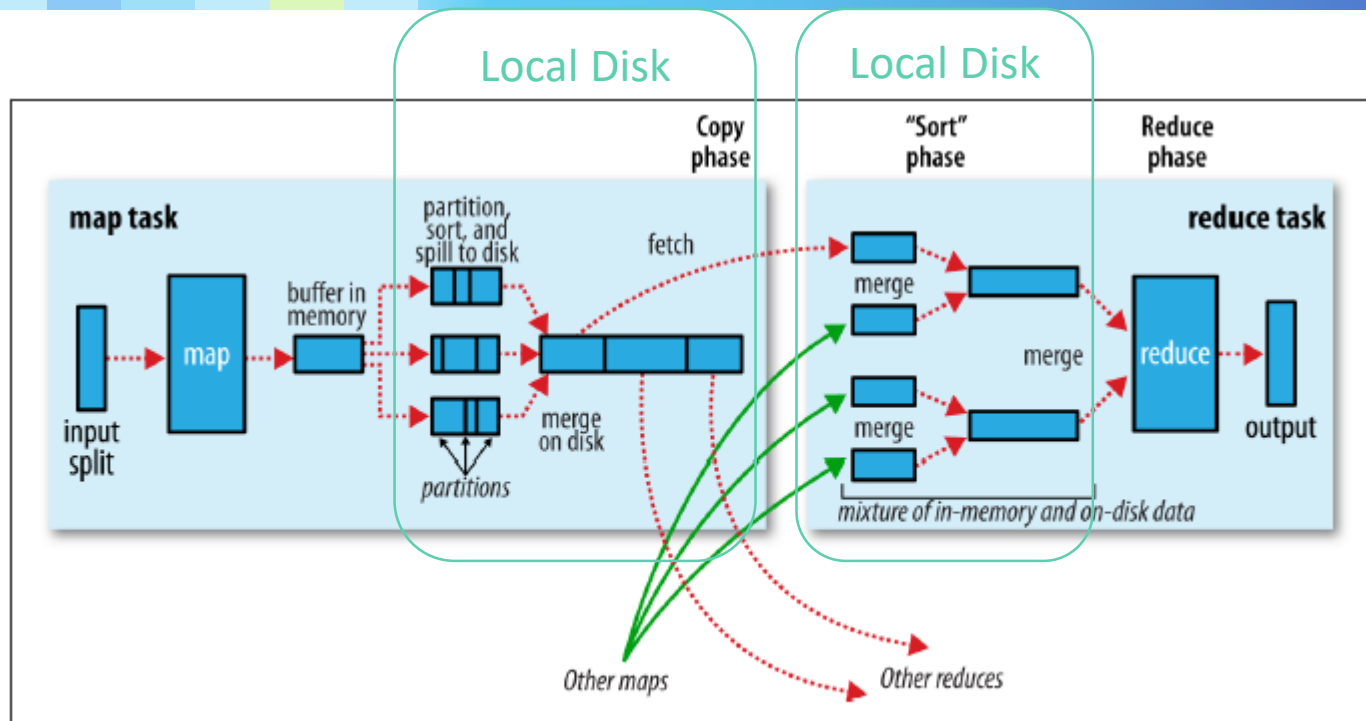 Local Disk
Local Disk
Copy
phase
"Sort"
phase
Reduce
phase
map task
partition,
sort, and
spill to disk
buffer in
memory
map
input
split
partitions
merge
on disk
fetch
merge
merge
merge
mixture of in-memory and on-disk data
reduce task
reduce
output
Other maps
Other reduces